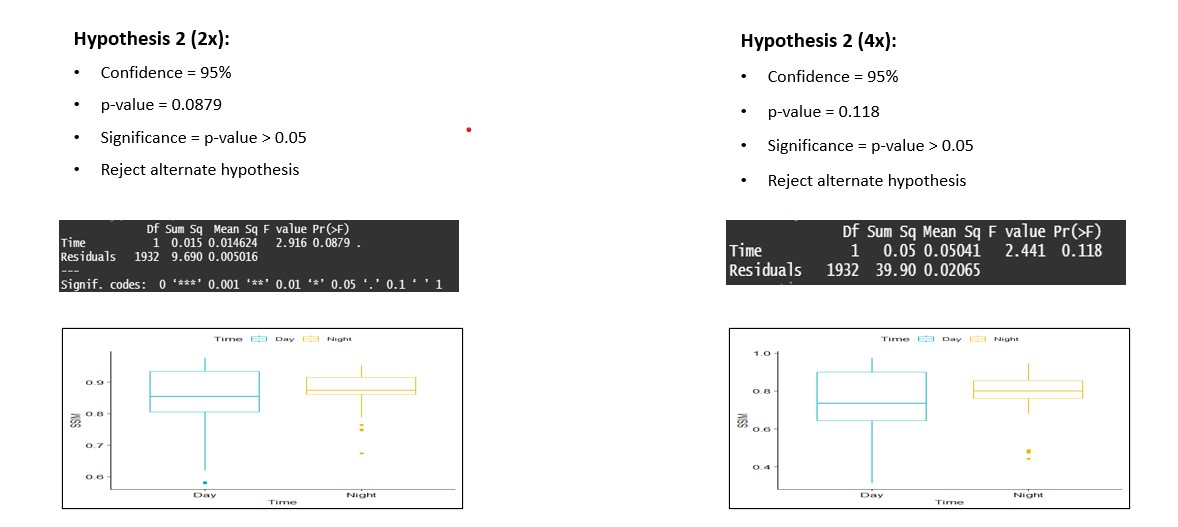 Hypothesis 2 (2x):
• Confidence = 95%
• p-value = 0.0879
• Significance = p-value > 0.05
• Reject alternate hypothesis
Df Sum Sq Mean Sq F value Pr(>F)
Time 1 0.015 0.014624 2.916 0.0879 .
Residuals 1932 9.690 0.005016
---
Signif. codes: 0 ‘***’ 0.001 ‘**’ 0.01 ‘*’ 0.05 ‘.’ 0.1 ‘ ’ 1
Time Day Night
0.9
0.8
0.7
0.6
SSM
Day Night
Time
Hypothesis 2 (4x):
• Confidence = 95%
• p-value = 0.118
• Significance = p-value > 0.05
• Reject alternate hypothesis
Df Sum Sq Mean Sq F value Pr(>F)
Time 1 0.05 0.05041 2.441 0.118
Residuals 1932 39.90 0.02065
Time Day Night
1.0
0.8
0.6
0.4
SSM
Day Night
Time